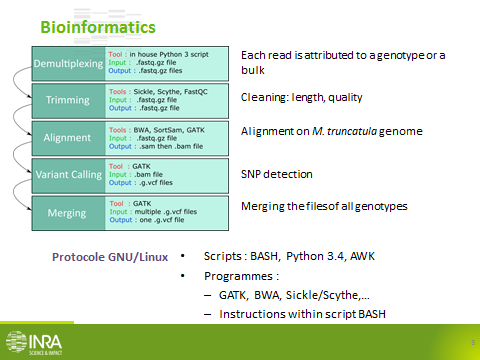 Bioinformatics
Demultiplexing
Tool : in house Python 3 script
Input : .fastq.gz file
Output : .fastq.gz files
Each read is attributed to a genotype or a
bulk
Trimming
Tools : Sickle, Scythe, FastQC
Input : .fastq.gz file
Output : .fastq.gz files
Cleaning: length, quality
Alignment
Tools : BWA, SortSam, GATK
Input : .fastq.gz file
Output : .sam then .bam file
Alignment on M. truncatula genome
Variant Calling
Tool : GATK
Input : .bam file
Output : .g.vcf files
SNP detection
Merging
Tool : GATK
Input : multiple .g.vcf files
Output : one .g.vcf file
Merging the files of all genotypes
Protocole GNU/Linux
• Scripts : BASH, Python 3.4, AWK
• Programmes :
– GATK, BWA, Sickle/Scythe,...
– Instructions within script BASH
INRA
SCIENCE & IMPACT